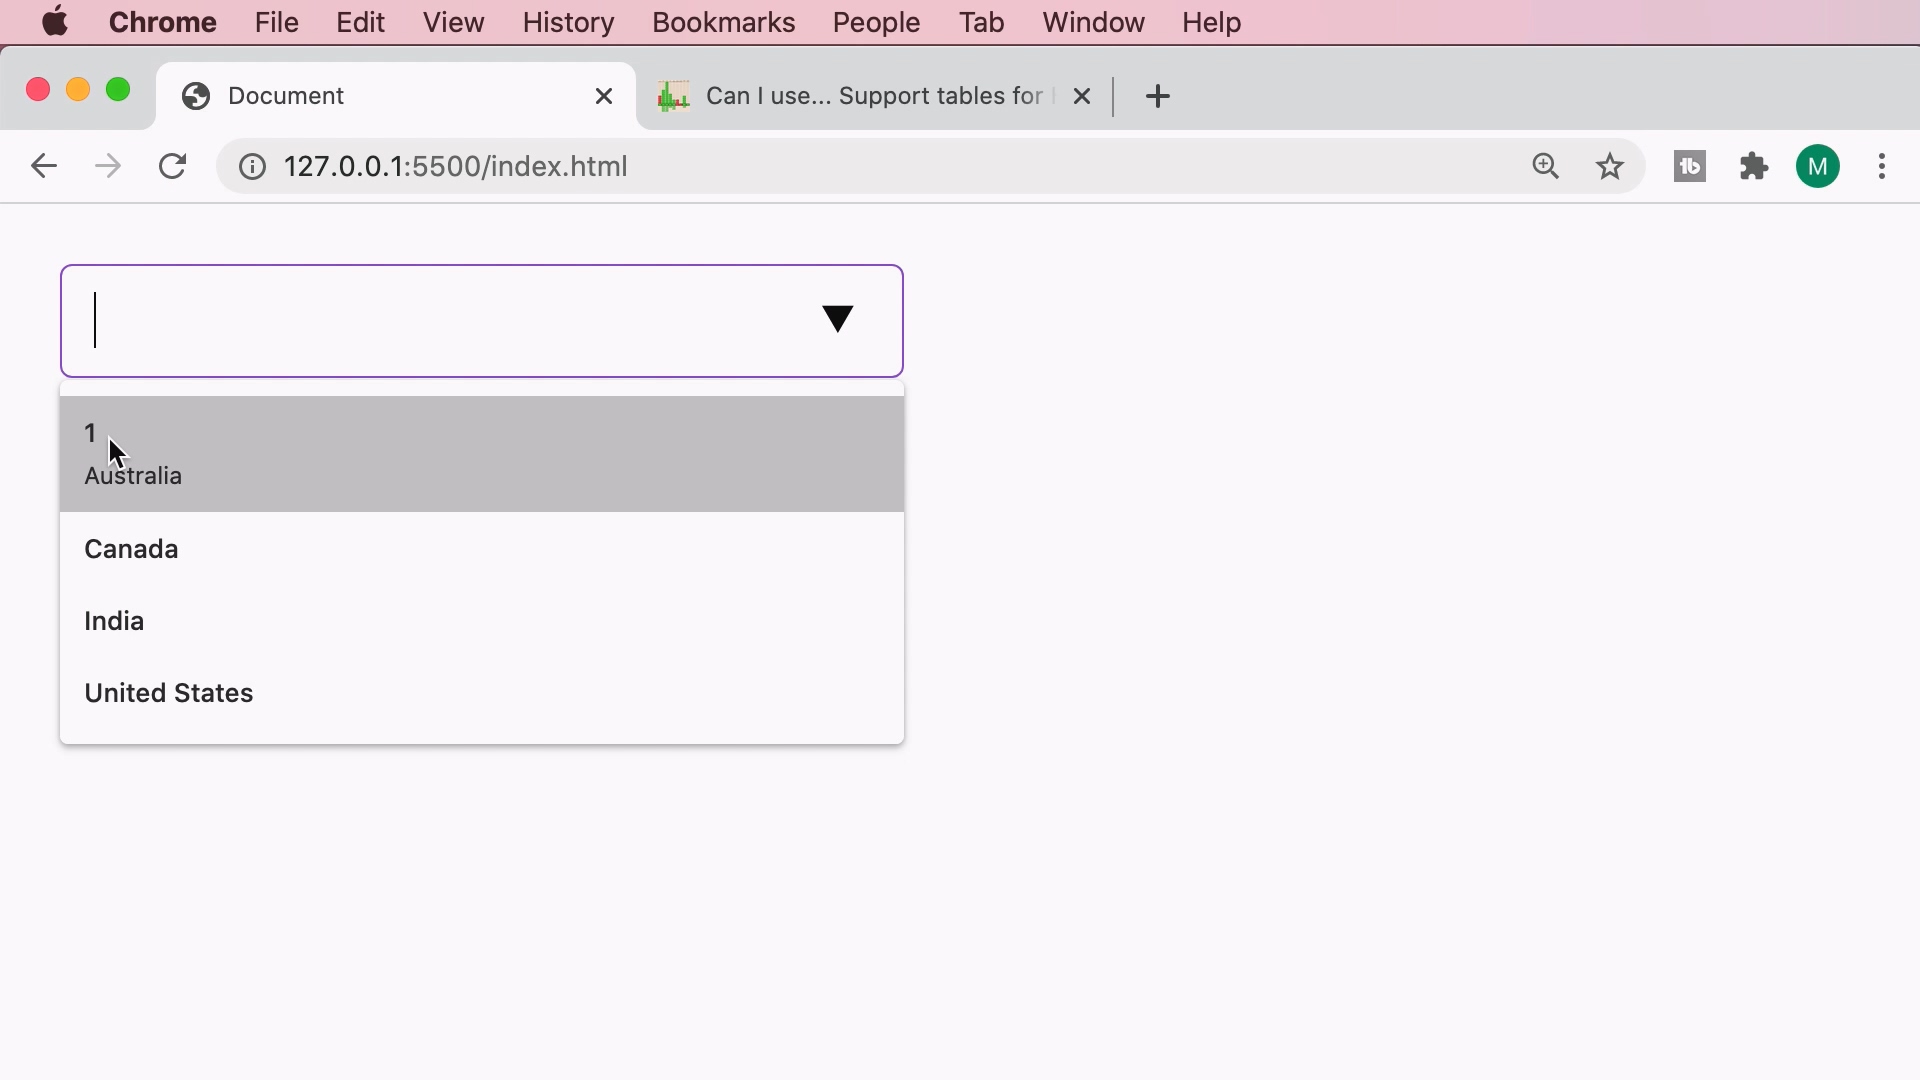 Chrome File Edit View History Bookmarks People Tab Window Help
Document
Can I use... Support tables for
127.0.0.1:5500/index.html
M
1
Australia
Canada
India
United States